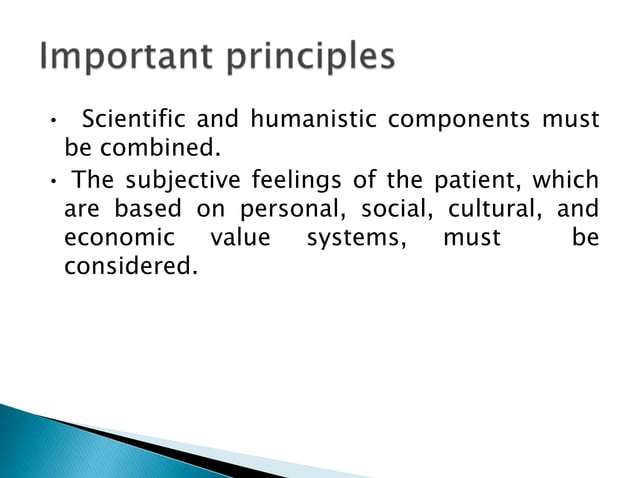 Important principles
• Scientific and humanistic components must
be combined.
• The subjective feelings of the patient, which
are based on personal, social, cultural, and
economic value systems, must be
considered.